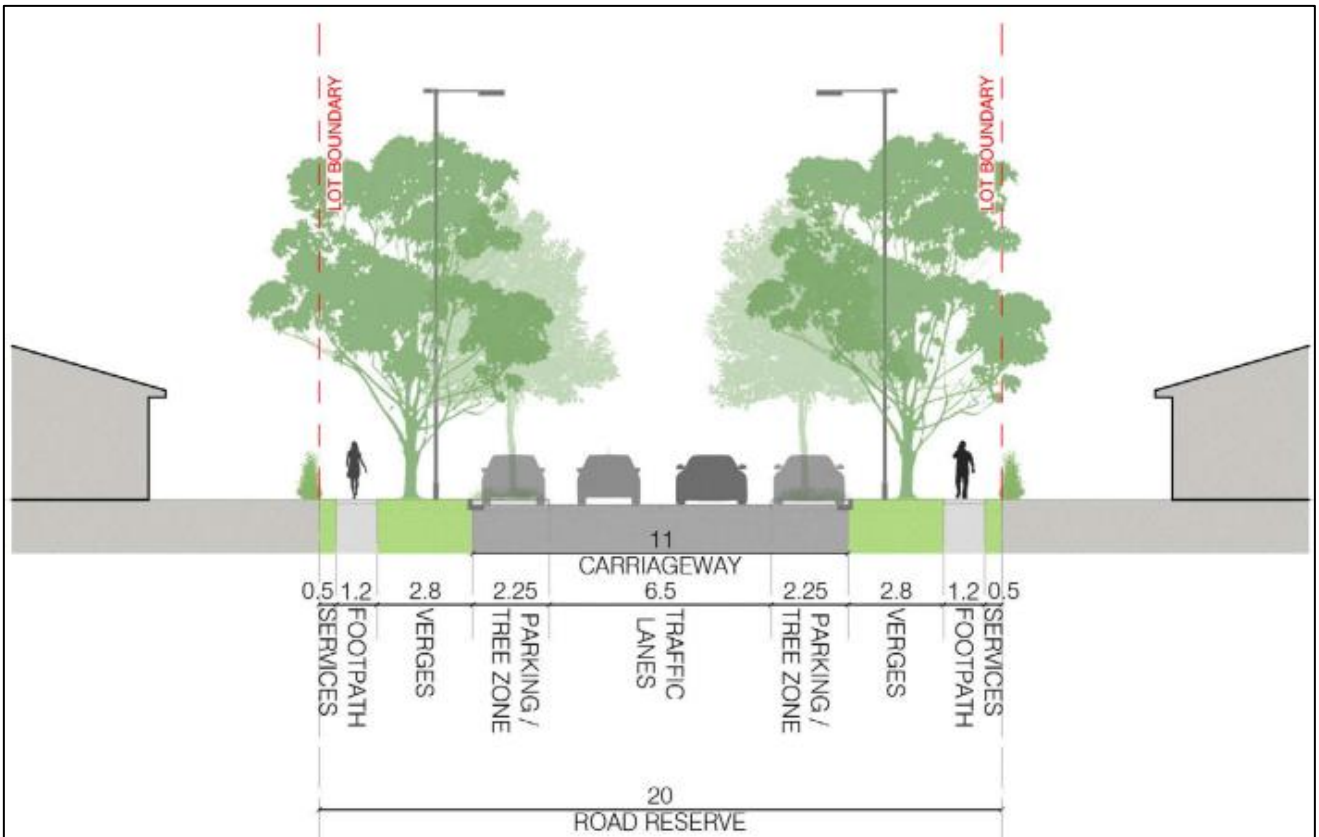 LOT BOUNDARY
LOT BOUNDARY
11
CARRIAGEWAY
0.5 1.2 2.8 2.25 6.5 2.25 2.8 1.2 0.5
SERVICES
FOOTPATH
VERGES
PARKING /
TREE ZONE
TRAFFIC
LANES
PARKING /
TREE ZONE
VERGES
FOOTPATH
SERVICES
20
ROAD RESERVE